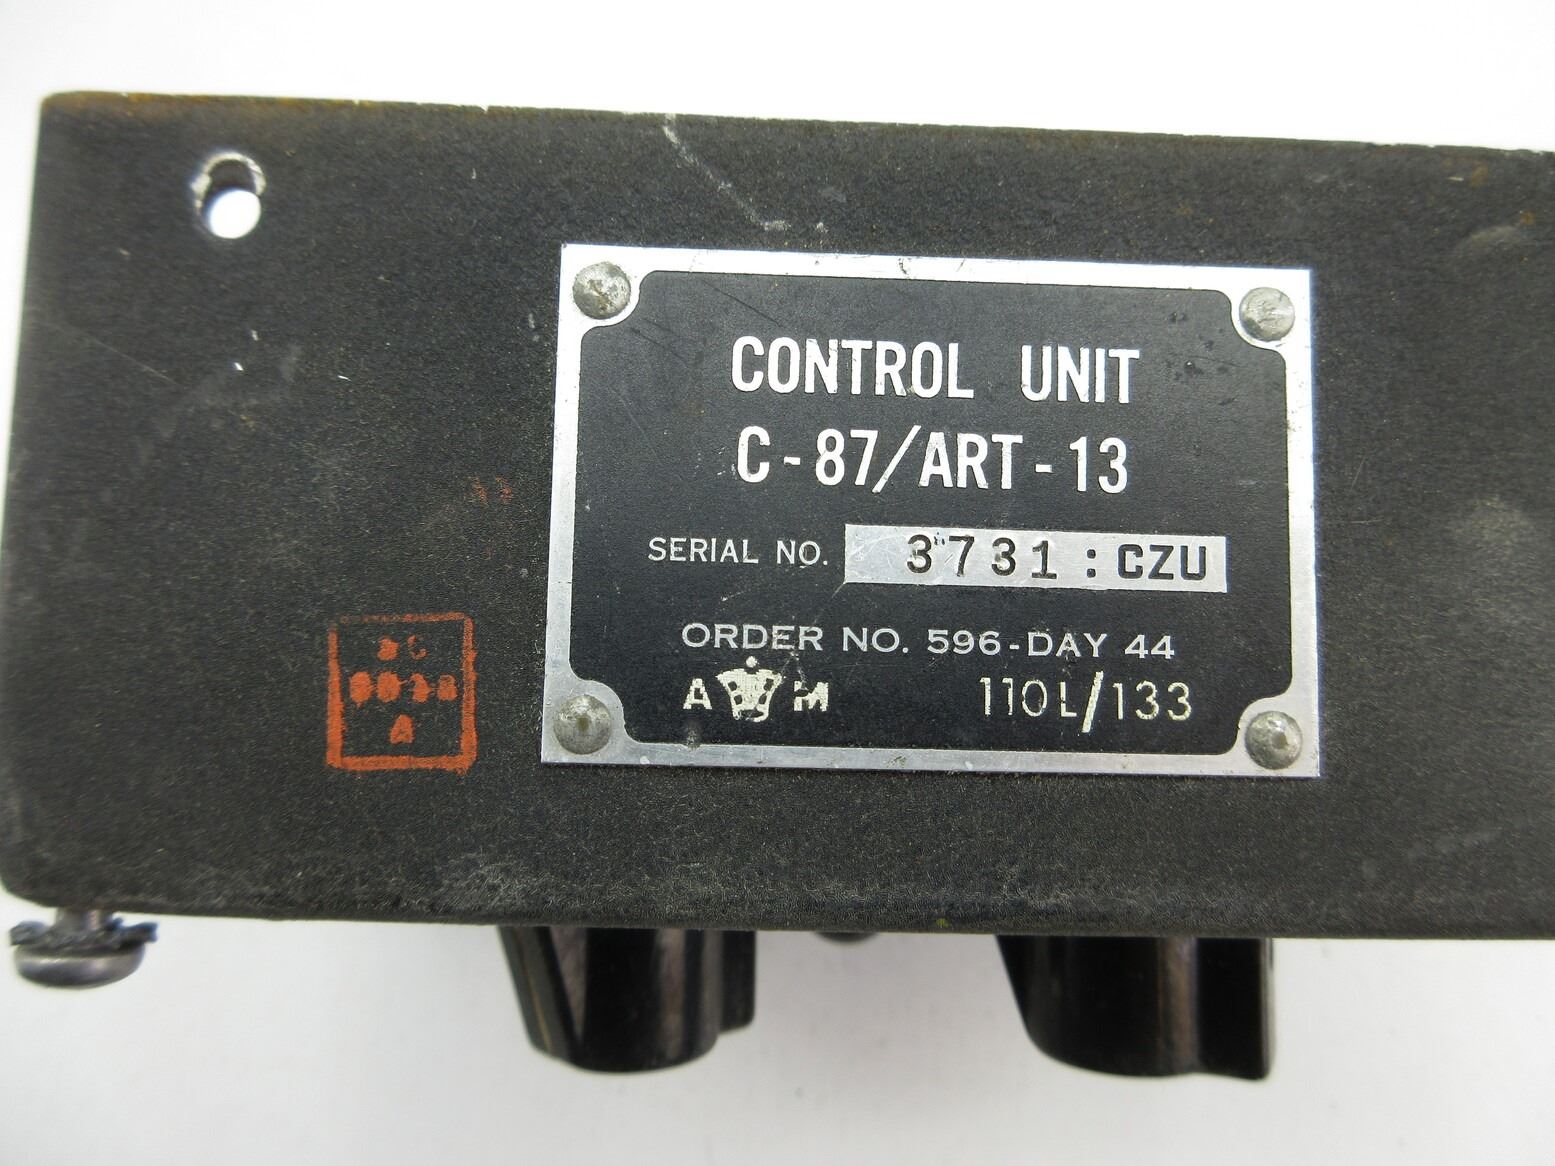 CONTROL UNIT
C-87/ART-13
SERIAL NO. 3731:CZU
ORDER NO. 596-DAY 44
A M 110L/133
A